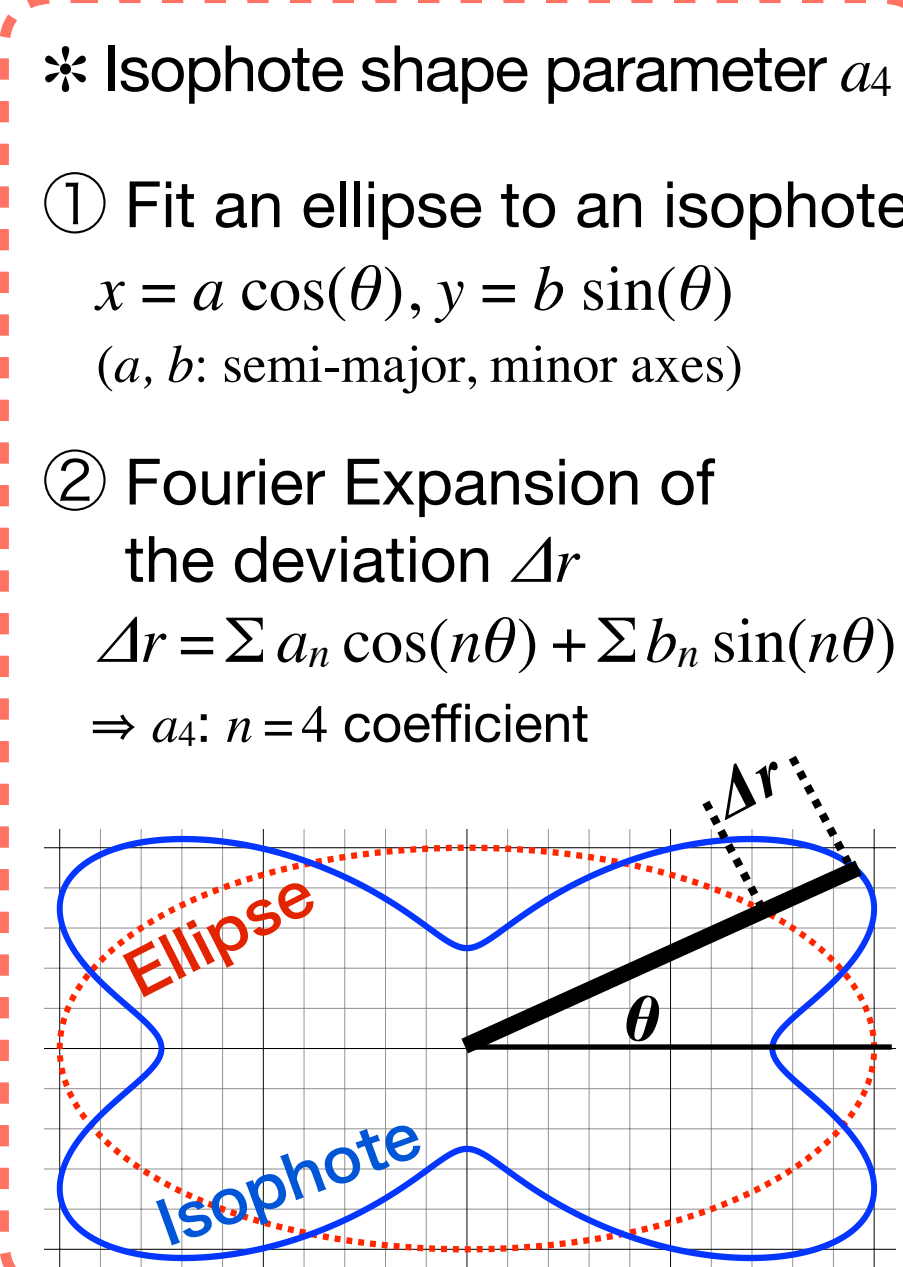 ✻ Isophote shape parameter a₄
① Fit an ellipse to an isophote
x = a cos(θ), y = b sin(θ)
(a, b: semi-major, minor axes)
② Fourier Expansion of
the deviation Δr
Δr = Σ aₙ cos(nθ) + Σ bₙ sin(nθ)
⇒ a₄: n = 4 coefficient
Δr
Ellipse
θ
Isophote